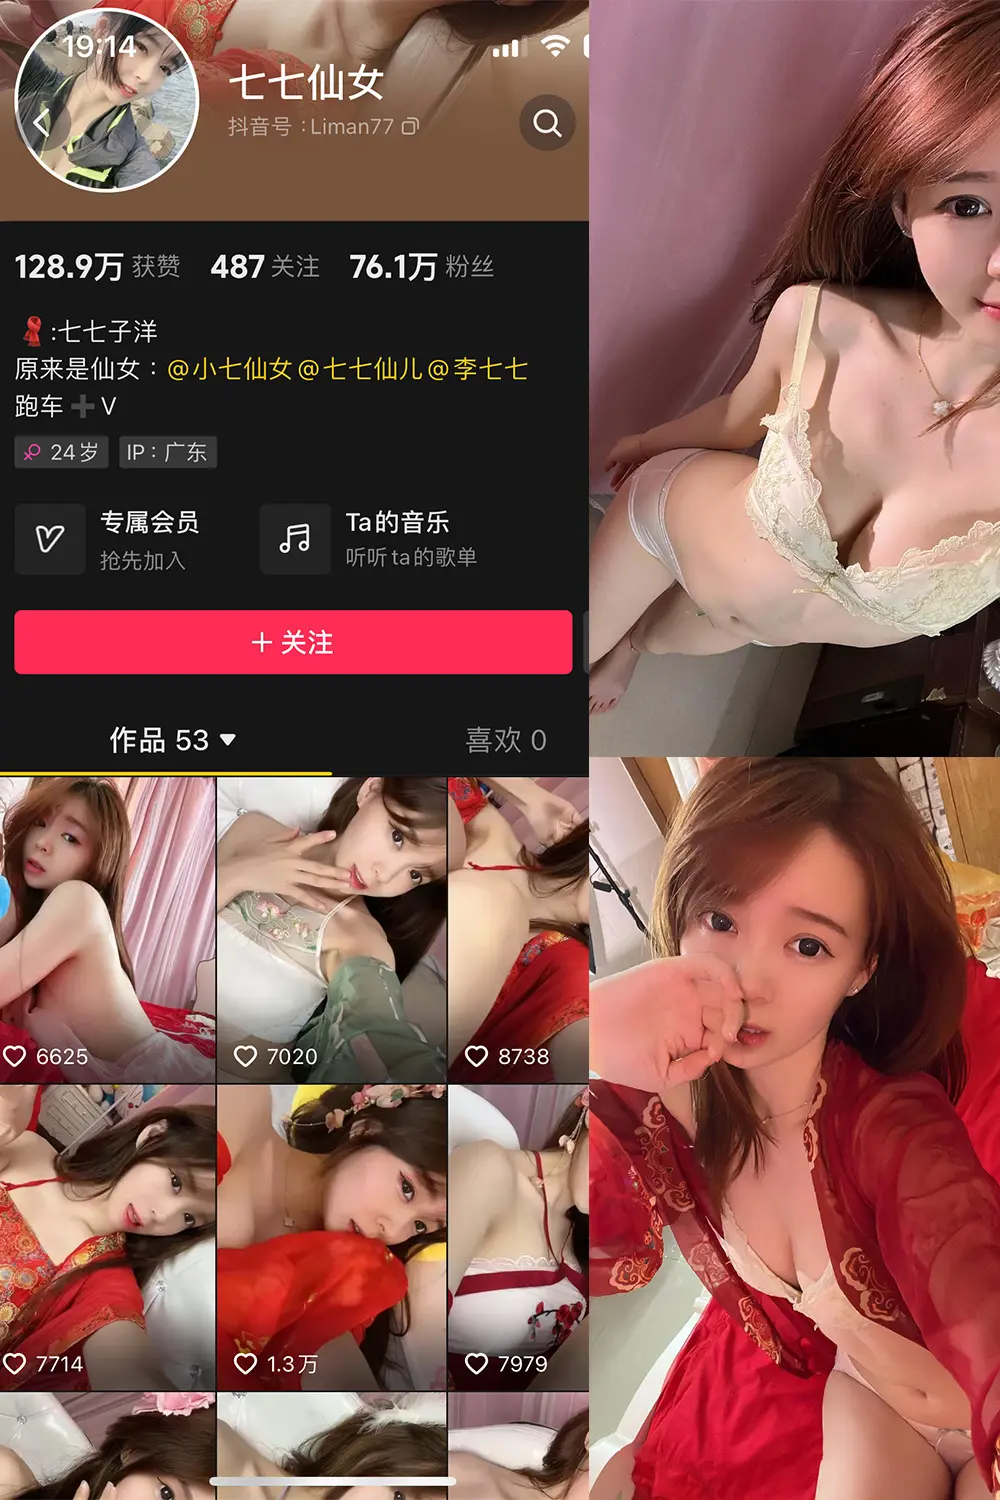 19:14
七七仙女
抖音号：Liman77
128.9万 获赞 487 关注 76.1万 粉丝
:七七子洋
原来是仙女：@小七仙女@七七仙儿@李七七
跑车➕V
24岁 IP：广东
专属会员
抢先加入
Ta的音乐
听听ta的歌单
+ 关注
作品 53 喜欢 0
6625 7020 8738
7714 1.3万 7979